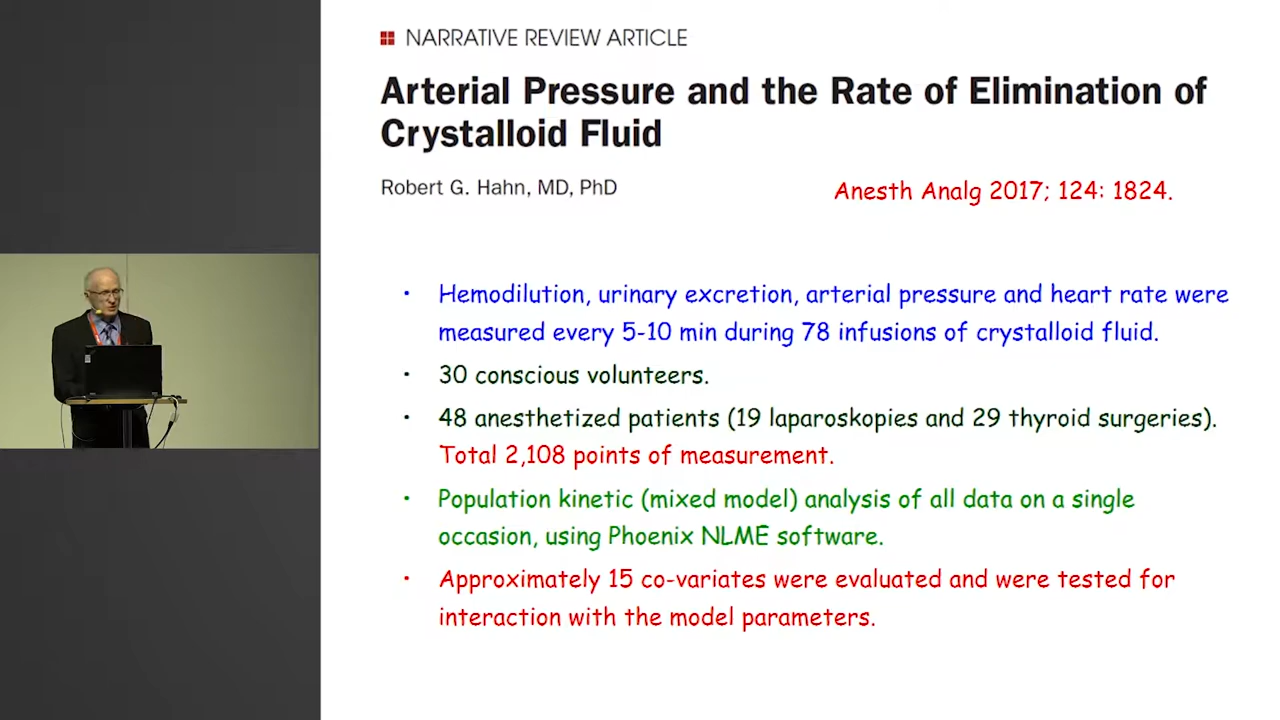 NARRATIVE REVIEW ARTICLE
Arterial Pressure and the Rate of Elimination of
Crystalloid Fluid
Robert G. Hahn, MD, PhD
Anesth Analg 2017; 124: 1824.
• Hemodilution, urinary excretion, arterial pressure and heart rate were
measured every 5-10 min during 78 infusions of crystalloid fluid.
• 30 conscious volunteers.
• 48 anesthetized patients (19 laparoskopies and 29 thyroid surgeries).
Total 2,108 points of measurement.
• Population kinetic (mixed model) analysis of all data on a single
occasion, using Phoenix NLME software.
• Approximately 15 co-variates were evaluated and were tested for
interaction with the model parameters.